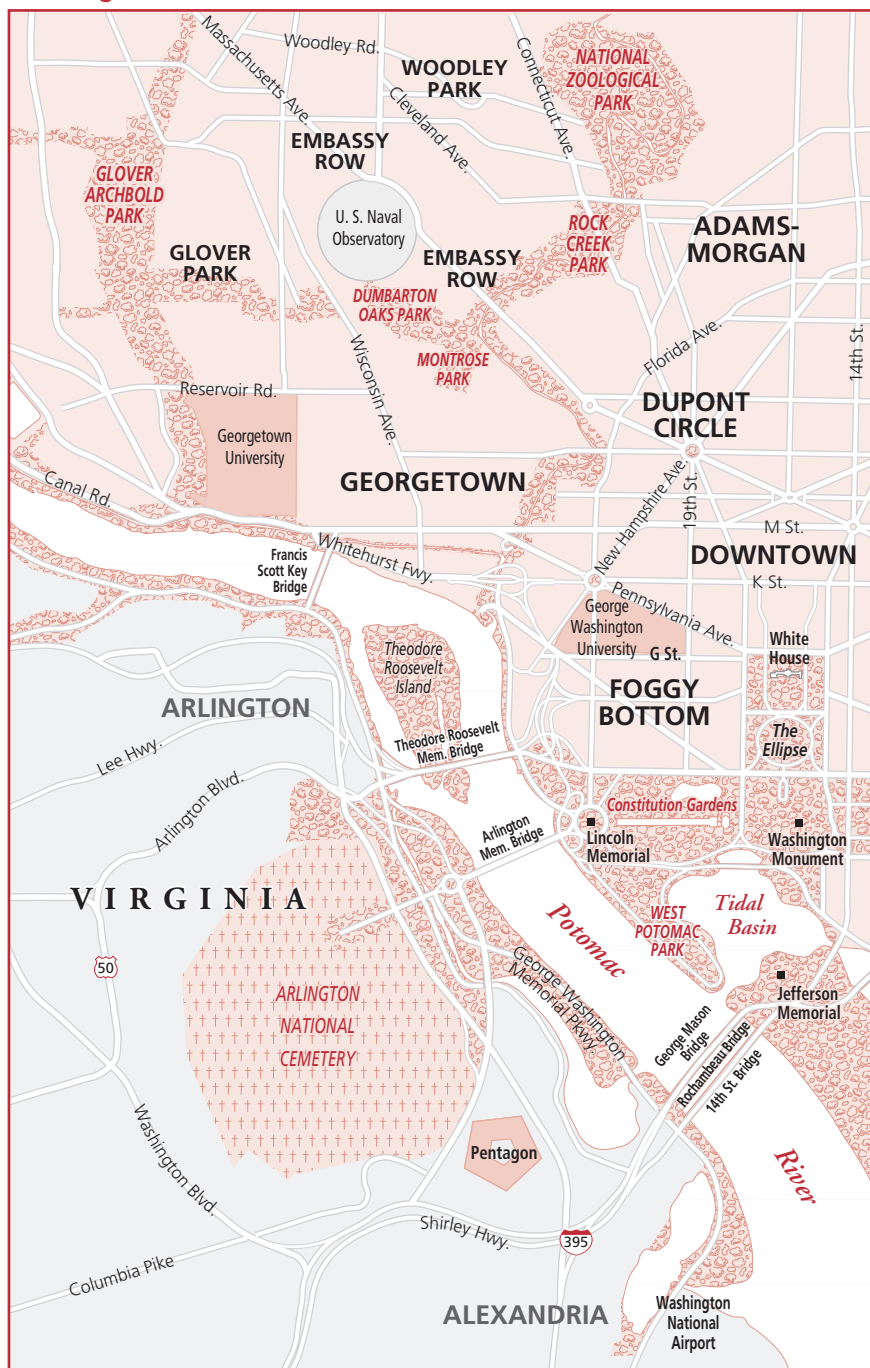 Woodley Rd.
Massachusetts Ave.
WOODLEY
PARK
Connecticut Ave.
NATIONAL
ZOOLOGICAL
PARK
Cleveland Ave.
EMBASSY
ROW
GLOVER
ARCHBOLD
PARK
U. S. Naval
Observatory
ROCK
CREEK
PARK
ADAMS-
MORGAN
GLOVER
PARK
EMBASSY
ROW
DUMBARTON
OAKS PARK
MONTROSE
PARK
Wisconsin Ave.
Florida Ave.
14th St.
Reservoir Rd.
DUPONT
CIRCLE
Georgetown
University
GEORGETOWN
Canal Rd.
New Hampshire Ave.
19th St.
M St.
DOWNTOWN
Whitehurst Fwy.
Francis
Scott Key
Bridge
K St.
Pennsylvania Ave.
George
Washington
University
G St.
White
House
Theodore
Roosevelt
Island
FOGGY
BOTTOM
ARLINGTON
The
Ellipse
Lee Hwy.
Theodore Roosevelt
Mem. Bridge
Arlington Blvd.
Constitution Gardens
Arlington
Mem. Bridge
Lincoln
Memorial
Washington
Monument
VIRGINIA
Potomac
WEST
POTOMAC
PARK
Tidal
Basin
50
George Washington
Memorial Pkwy.
ARLINGTON
NATIONAL
CEMETERY
Jefferson
Memorial
George Mason
Bridge
Rochambeau Bridge
14th St. Bridge
Washington Blvd.
Pentagon
River
Shirley Hwy.
395
Columbia Pike
ALEXANDRIA
Washington
National
Airport